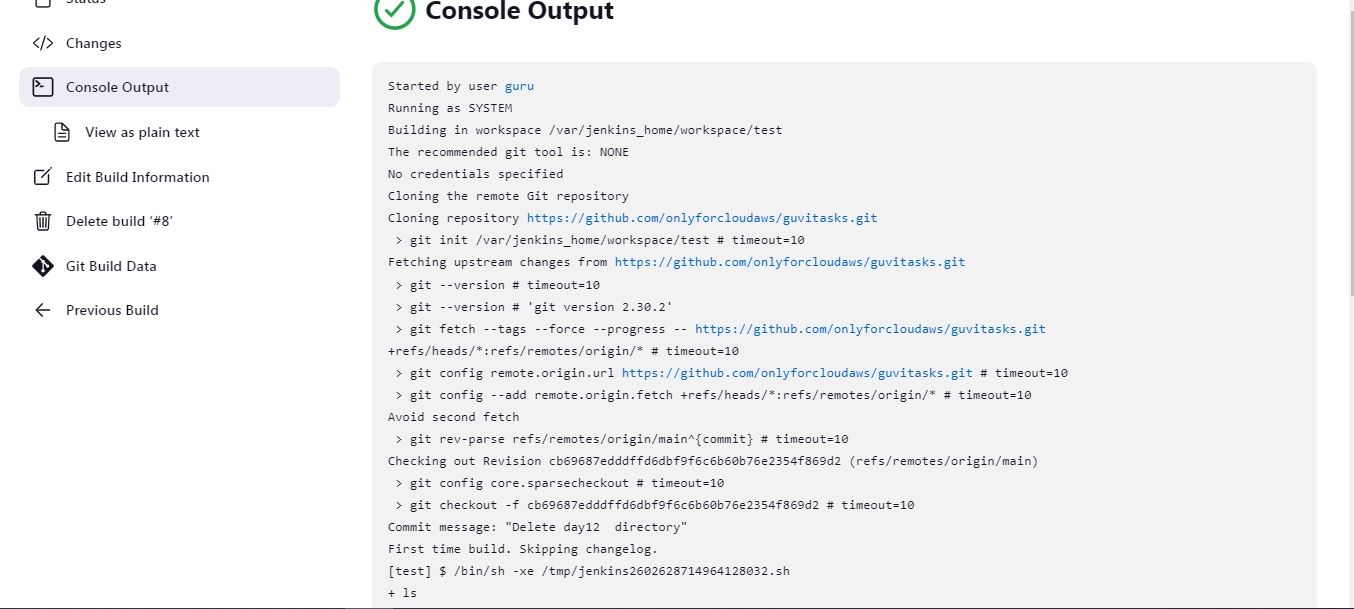 Status
Changes
Console Output
View as plain text
Edit Build Information
Delete build ‘#8’
Git Build Data
Previous Build
Console Output
Started by user guru
Running as SYSTEM
Building in workspace /var/jenkins_home/workspace/test
The recommended git tool is: NONE
No credentials specified
Cloning the remote Git repository
Cloning repository https://github.com/onlyforcloudaws/guvitasks.git
 > git init /var/jenkins_home/workspace/test # timeout=10
Fetching upstream changes from https://github.com/onlyforcloudaws/guvitasks.git
 > git --version # timeout=10
 > git --version # 'git version 2.30.2'
 > git fetch --tags --force --progress -- https://github.com/onlyforcloudaws/guvitasks.git
+refs/heads/*:refs/remotes/origin/* # timeout=10
 > git config remote.origin.url https://github.com/onlyforcloudaws/guvitasks.git # timeout=10
 > git config --add remote.origin.fetch +refs/heads/*:refs/remotes/origin/* # timeout=10
Avoid second fetch
 > git rev-parse refs/remotes/origin/main^{commit} # timeout=10
Checking out Revision cb69687edddffd6dbf9f6c6b60b76e2354f869d2 (refs/remotes/origin/main)
 > git config core.sparsecheckout # timeout=10
 > git checkout -f cb69687edddffd6dbf9f6c6b60b76e2354f869d2 # timeout=10
Commit message: "Delete day12  directory"
First time build. Skipping changelog.
[test] $ /bin/sh -xe /tmp/jenkins2602628714964128032.sh
+ ls